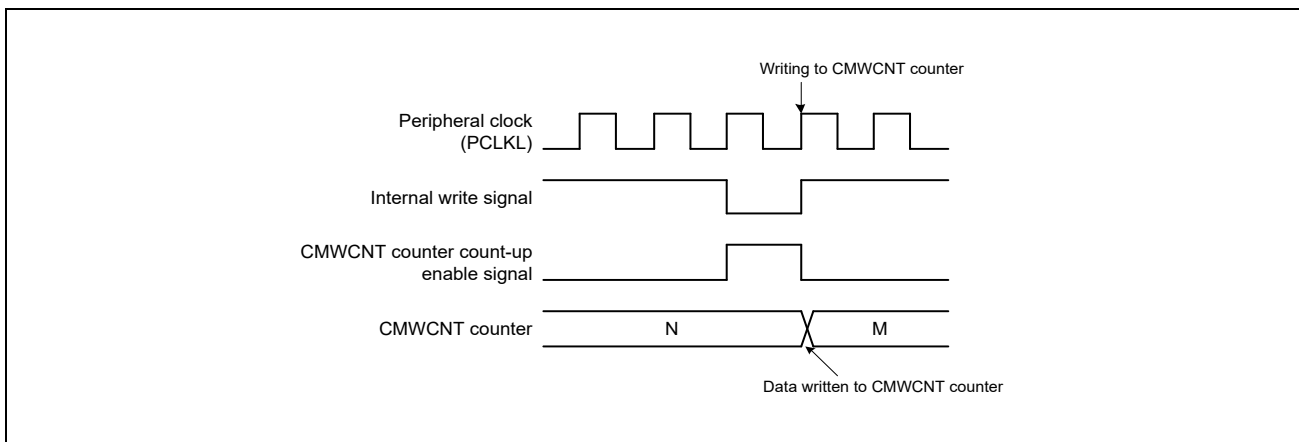 Writing to CMWCNT counter
Peripheral clock
(PCLKL)
Internal write signal
CMWCNT counter count-up
enable signal
CMWCNT counter
N
M
Data written to CMWCNT counter